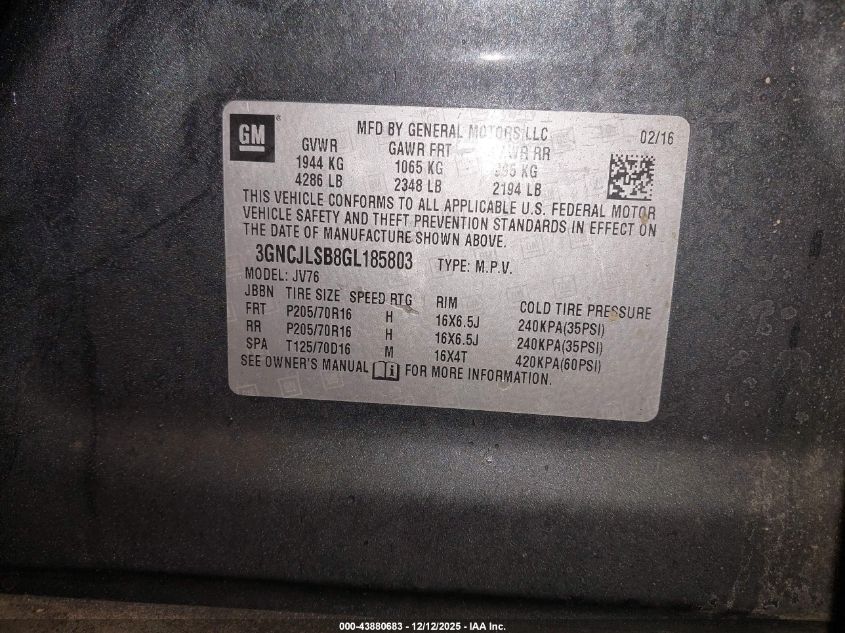 GM
MFD BY GENERAL MOTORS LLC
02/16
GVWR GAWR FRT RR
1944 KG 1065 KG KG
4286 LB 2348 LB 2194 LB
THIS VEHICLE CONFORMS TO ALL APPLICABLE U.S. FEDERAL MOTOR
VEHICLE SAFETY AND THEFT PREVENTION STANDARDS IN EFFECT ON
THE DATE OF MANUFACTURE SHOWN ABOVE.
3GNCJLSB8GL185803 TYPE: M.P.V.
MODEL: JV76
JBBN TIRE SIZE SPEED RTG RIM COLD TIRE PRESSURE
FRT P205/70R16 H 16X6.5J 240KPA(35PSI)
RR P205/70R16 H 16X6.5J 240KPA(35PSI)
SPA T125/70D16 M 16X4T 420KPA(60PSI)
SEE OWNER'S MANUAL FOR MORE INFORMATION.
000-43880683 - 12/12/2025 - IAA Inc.